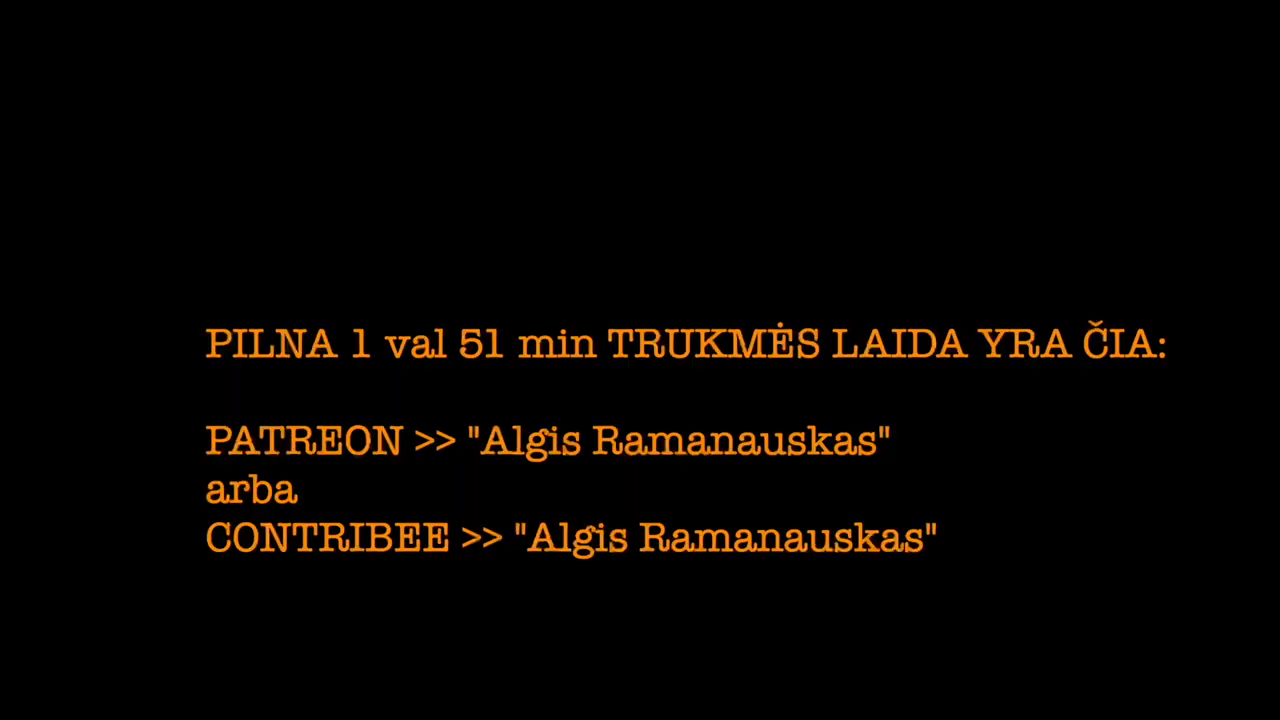 PILNA 1 val 51 min TRUKMĖS LAIDA YRA ČIA:
PATREON >> "Algis Ramanauskas"
arba
CONTRIBEE >> "Algis Ramanauskas"